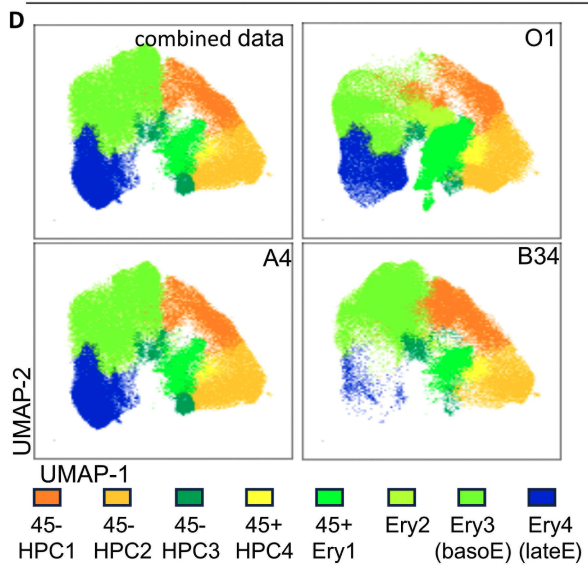 D
combined data
O1
A4
B34
UMAP-2
UMAP-1
45- 45- 45- 45+ 45+ Ery2 Ery3 Ery4
HPC1 HPC2 HPC3 HPC4 Ery1 (basoE) (lateE)